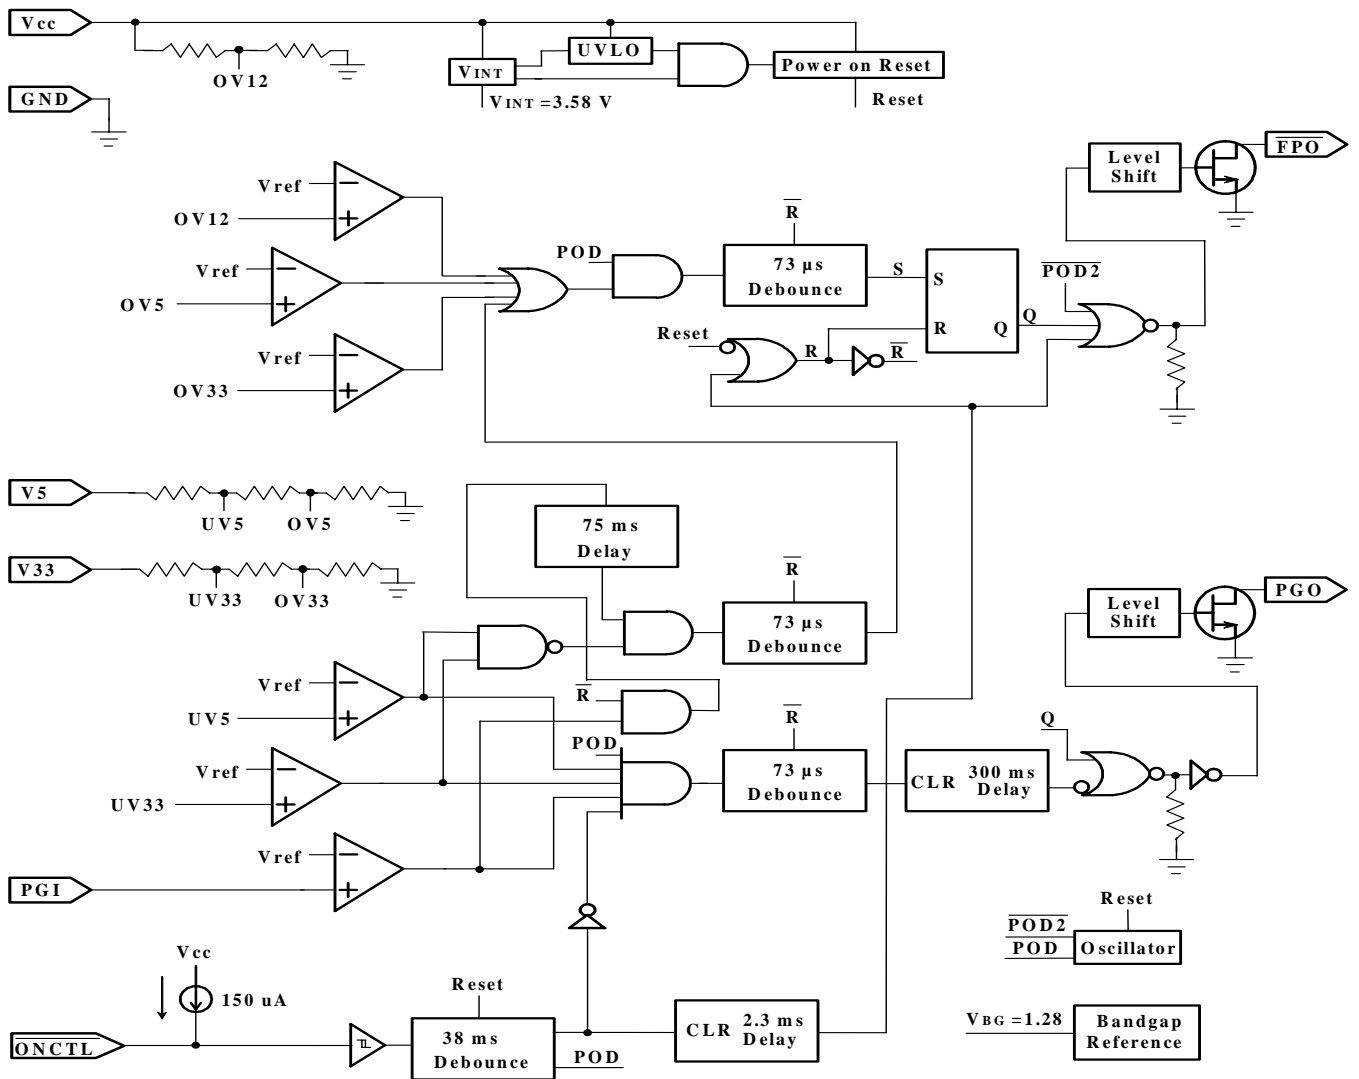 Vcc
OV12
GND
VINT
UVLO
VINT =3.58 V
Power on Reset
Reset
Level
Shift
FPO
Vref
OV12
Vref
OV5
Vref
OV33
POD
R
73 µs
Debounce
S
S
R
Q
Q
POD2
Reset
R
R
V5
UV5
OV5
V33
UV33
OV33
75 ms
Delay
R
73 µs
Debounce
Level
Shift
PGO
Vref
UV5
R
Vref
UV33
POD
R
73 µs
Debounce
CLR
300 ms
Delay
Q
Vref
PGI
Vcc
150 uA
ONCTL
Reset
38 ms
Debounce
POD
CLR
2.3 ms
Delay
Reset
POD2
POD
Oscillator
VBG =1.28
Bandgap
Reference